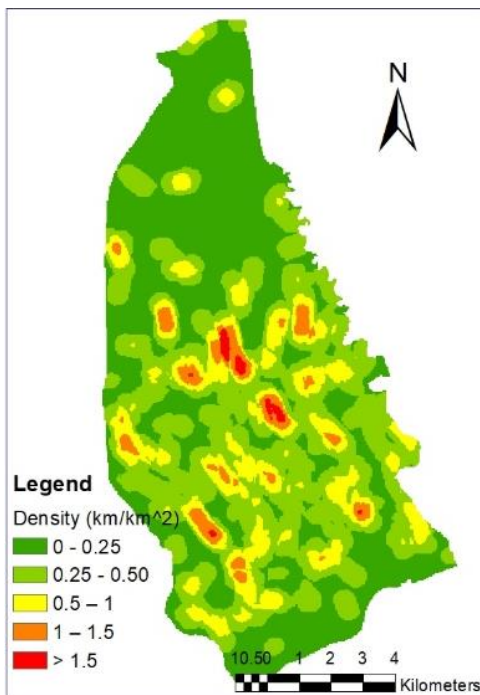 N
Legend
Density (km/km^2)
0 - 0.25
0.25 - 0.50
0.5 – 1
1 – 1.5
> 1.5
10.50 1 2 3 4
Kilometers